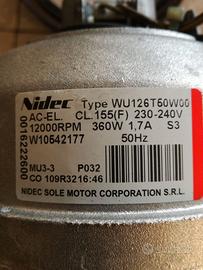 Nidec Type WU126T50W00
AC-EL. CL.155(F) 230-240V
12000RPM 360W 1,7A S3
W10542177 50Hz
MU3-3 P032
CO 109R3216:46
NIDEC SOLE MOTOR CORPORATION S.R.L.
0016222600